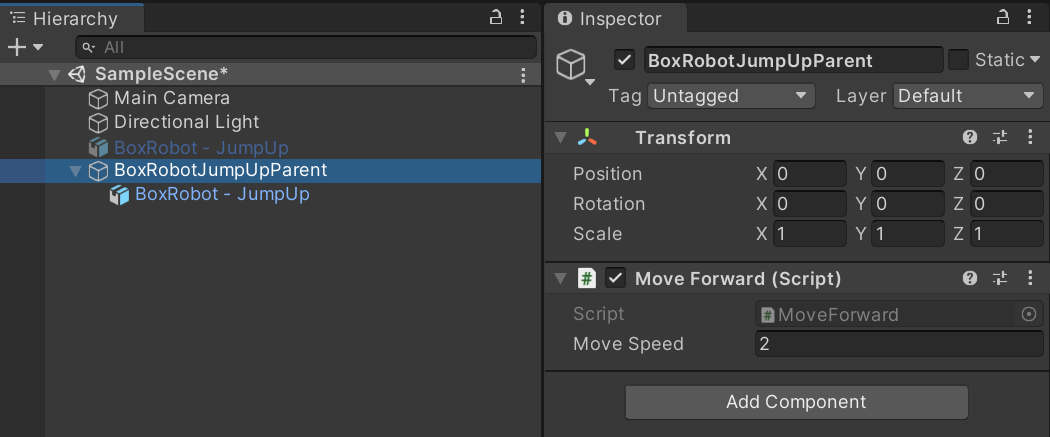 Hierarchy
All
SampleScene*
Main Camera
Directional Light
BoxRobot - JumpUp
BoxRobotJumpUpParent
BoxRobot - JumpUp
Inspector
BoxRobotJumpUpParent Static
Tag Untagged Layer Default
Transform
Position X 0 Y 0 Z 0
Rotation X 0 Y 0 Z 0
Scale X 1 Y 1 Z 1
# Move Forward (Script)
Script # MoveForward
Move Speed 2
Add Component